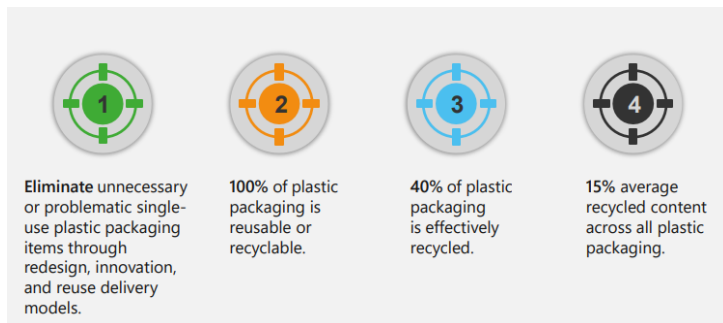 1
2
3
4
Eliminate unnecessary
or problematic single-
use plastic packaging
items through
redesign, innovation,
and reuse delivery
models.
100% of plastic
packaging is
reusable or
recyclable.
40% of plastic
packaging
is effectively
recycled.
15% average
recycled content
across all plastic
packaging.